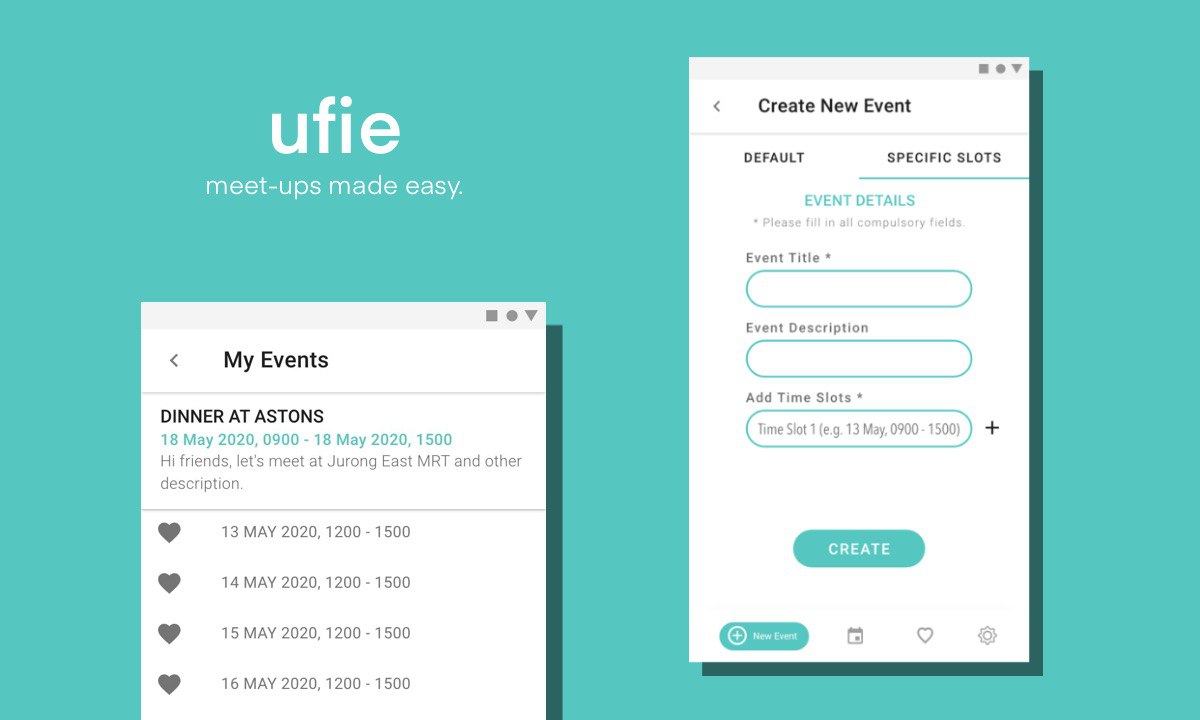 ufie
meet-ups made easy.
My Events
DINNER AT ASTONS
18 May 2020, 0900 - 18 May 2020, 1500
Hi friends, let's meet at Jurong East MRT and other
description.
13 MAY 2020, 1200 - 1500
14 MAY 2020, 1200 - 1500
15 MAY 2020, 1200 - 1500
16 MAY 2020, 1200 - 1500
Create New Event
DEFAULT SPECIFIC SLOTS
EVENT DETAILS
* Please fill in all compulsory fields.
Event Title *
Event Description
Add Time Slots *
Time Slot 1 (e.g. 13 May, 0900 - 1500)
CREATE
New Event